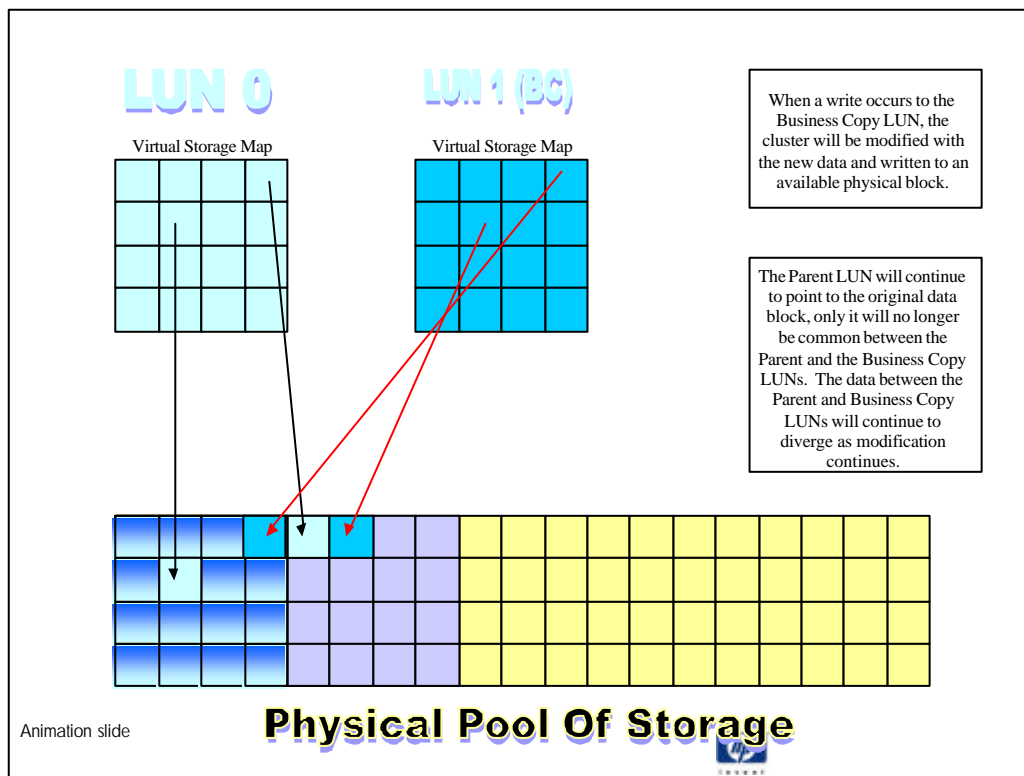 LUN 0
LUN 1 (BC)
Virtual Storage Map
Virtual Storage Map
When a write occurs to the
Business Copy LUN, the
cluster will be modified with
the new data and written to an
available physical block.
The Parent LUN will continue
to point to the original data
block, only it will no longer
be common between the
Parent and the Business Copy
LUNs. The data between the
Parent and Business Copy
LUNs will continue to
diverge as modification
continues.
Physical Pool Of Storage
Animation slide
hp
invent